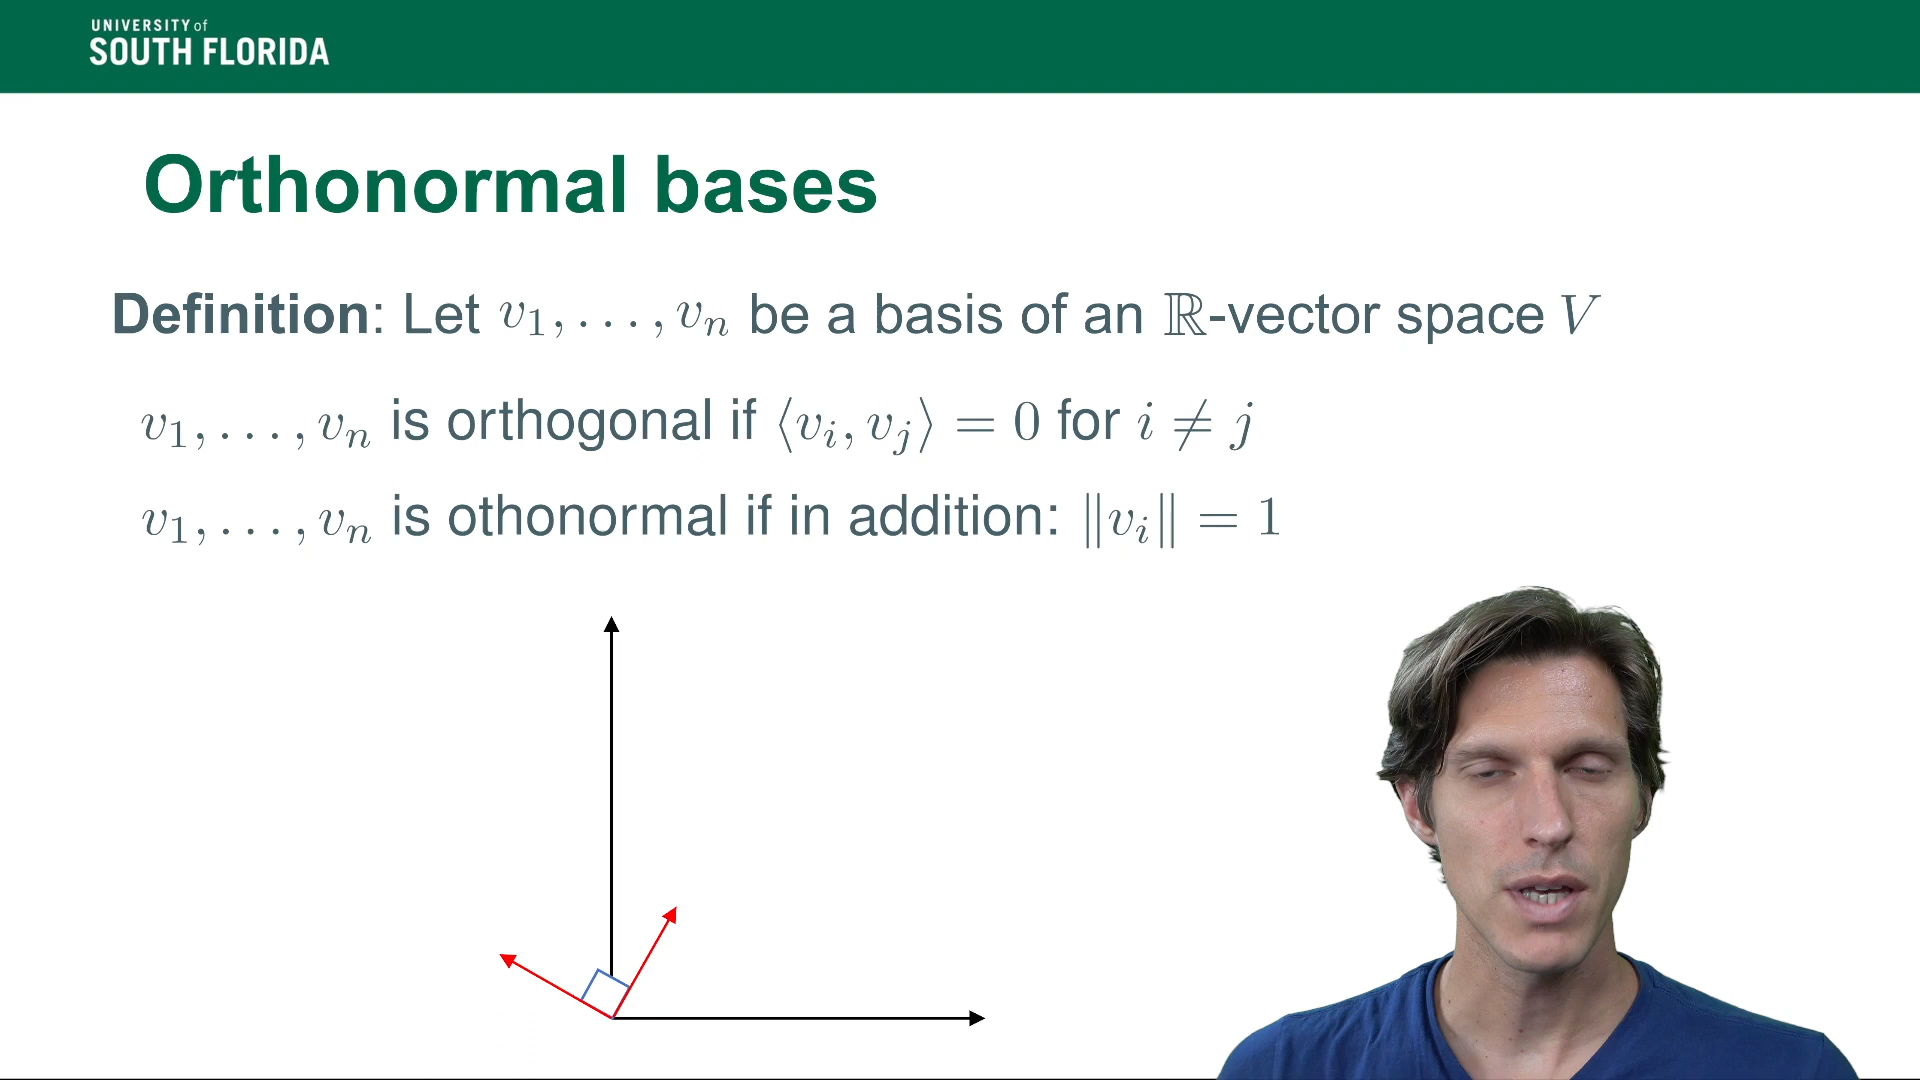 UNIVERSITY of
SOUTH FLORIDA
Orthonormal bases
Definition: Let v₁, . . . , vₙ be a basis of an ℝ-vector space V
v₁, . . . , vₙ is orthogonal if ⟨vᵢ, vⱼ⟩ = 0 for i ≠ j
v₁, . . . , vₙ is othonormal if in addition: ‖vᵢ‖ = 1